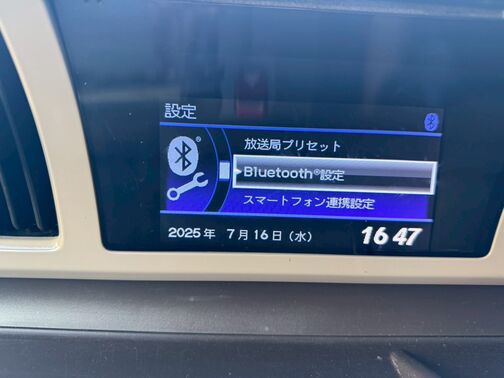 設定
放送局プリセット
Bluetooth®設定
スマートフォン連携設定
2025年 7月16日（水） 16 47